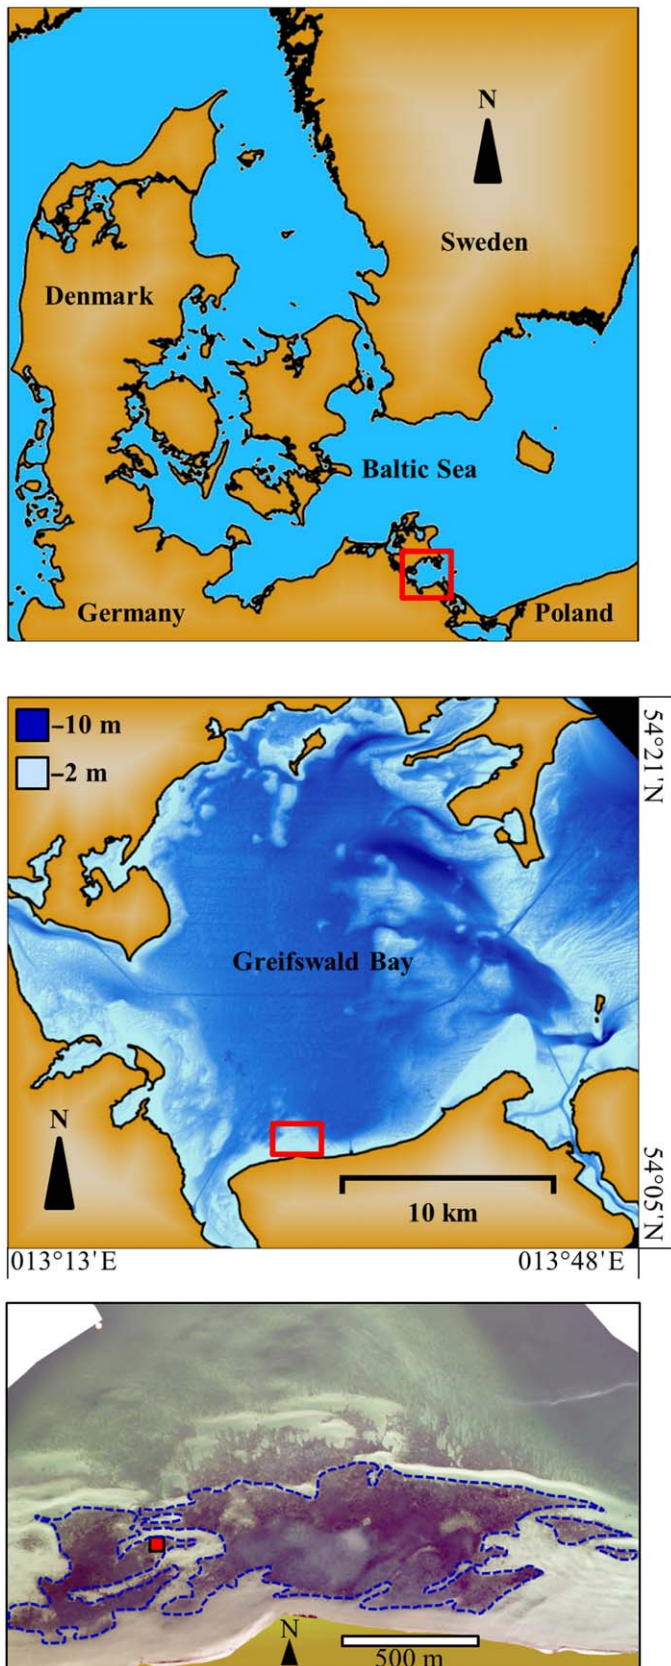 N
Sweden
Denmark
Baltic Sea
Germany
Poland
–10 m
–2 m
54°21'N
Greifswald Bay
N
10 km
54°05'N
013°13'E
013°48'E
N
500 m